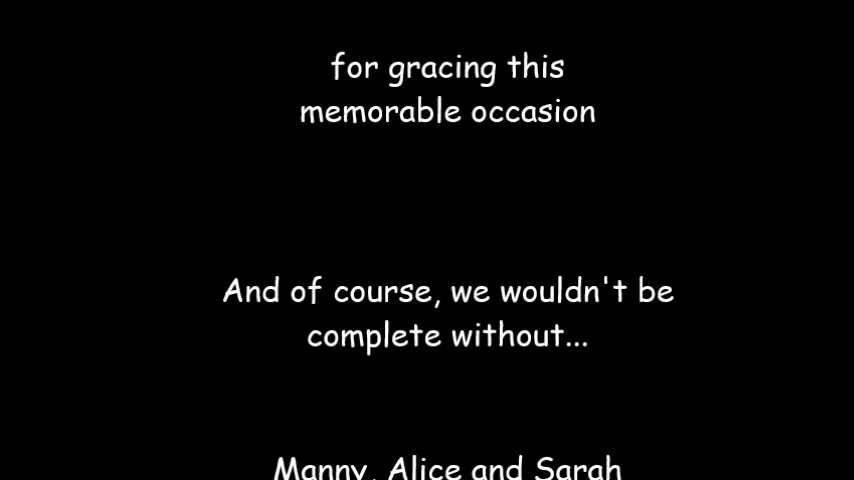 for gracing this
memorable occasion
And of course, we wouldn't be
complete without...
Manny, Alice and Sarah